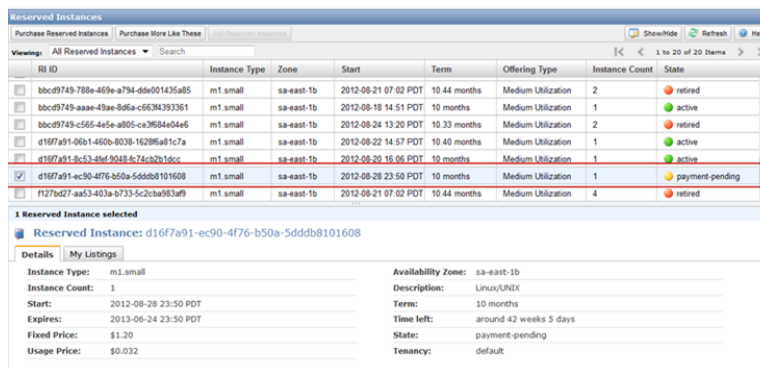 Reserved Instances
Purchase Reserved Instances Purchase More Like These Sell Reserved Instances Show/Hide Refresh He
Viewing: All Reserved Instances Search 1 to 20 of 20 Items
RI ID Instance Type Zone Start Term Offering Type Instance Count State
bbcd9749-788e-469e-a794-dde001435a85 m1.small sa-east-1b 2012-08-21 07:02 PDT 10.44 months Medium Utilization 2 retired
bbcd9749-aaae-49ae-8d6a-c663f4393361 m1.small sa-east-1b 2012-08-18 14:51 PDT 10 months Medium Utilization 1 active
bbcd9749-c565-4e5e-a805-ce3f684e04e6 m1.small sa-east-1b 2012-08-24 13:20 PDT 10.33 months Medium Utilization 2 retired
d16f7a91-06b1-460b-8038-1628f6a81c7a m1.small sa-east-1b 2012-08-22 14:57 PDT 10.40 months Medium Utilization 1 active
d16f7a91-8c53-4fef-9048-fc74cb2b1dcc m1.small sa-east-1b 2012-08-20 16:06 PDT 10 months Medium Utilization 1 active
d16f7a91-ec90-4f76-b50a-5dddb8101608 m1.small sa-east-1b 2012-08-28 23:50 PDT 10 months Medium Utilization 1 payment-pending
f127bd27-aa53-403a-b733-5c2cba983af9 m1.small sa-east-1b 2012-08-21 07:02 PDT 10.44 months Medium Utilization 4 retired
1 Reserved Instance selected
Reserved Instance: d16f7a91-ec90-4f76-b50a-5dddb8101608
Details My Listings
Instance Type: m1.small Availability Zone: sa-east-1b
Instance Count: 1 Description: Linux/UNIX
Start: 2012-08-28 23:50 PDT Term: 10 months
Expires: 2013-06-24 23:50 PDT Time left: around 42 weeks 5 days
Fixed Price: $1.20 State: payment-pending
Usage Price: $0.032 Tenancy: default